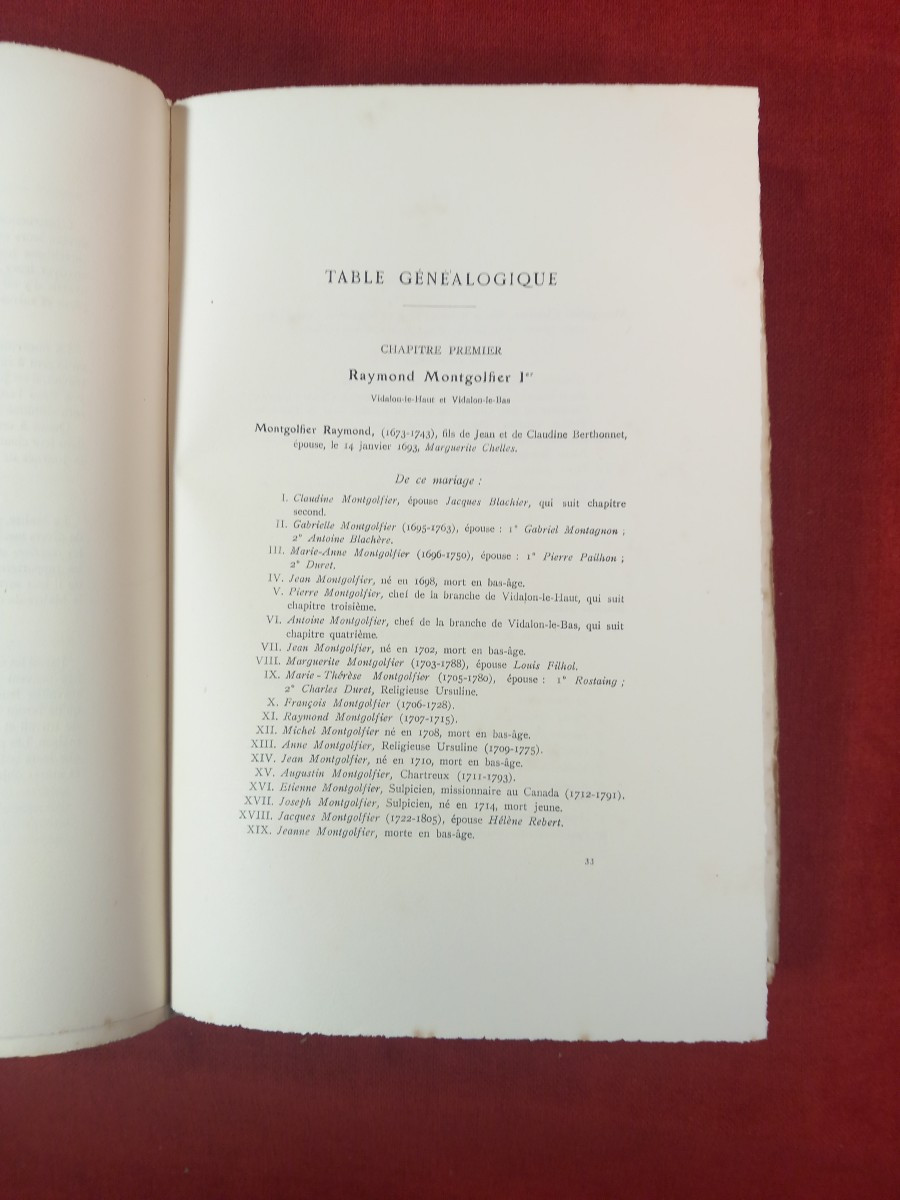 TABLE GÉNÉALOGIQUE
CHAPITRE PREMIER
Raymond Montgolfier Ier
Vidalon-le-Haut et Vidalon-le-Bas
Montgolfier Raymond, (1673-1743), fils de Jean et de Claudine Berthonnet,
épouse, le 14 janvier 1693, Marguerite Chelles.
De ce mariage :
I. Claudine Montgolfier, épouse Jacques Blachier, qui suit chapitre
second.
II. Gabrielle Montgolfier (1695-1763), épouse : 1° Gabriel Montagnon ;
2° Antoine Blachère.
III. Marie-Anne Montgolfier (1696-1750), épouse : 1° Pierre Pailhon ;
2° Duret.
IV. Jean Montgolfier, né en 1698, mort en bas-âge.
V. Pierre Montgolfier, chef de la branche de Vidalon-le-Haut, qui suit
chapitre troisième.
VI. Antoine Montgolfier, chef de la branche de Vidalon-le-Bas, qui suit
chapitre quatrième.
VII. Jean Montgolfier, né en 1702, mort en bas-âge.
VIII. Marguerite Montgolfier (1703-1788), épouse Louis Filhol.
IX. Marie-Thérèse Montgolfier (1705-1780), épouse : 1° Rostaing ;
2° Charles Duret, Religieuse Ursuline.
X. François Montgolfier (1706-1728).
XI. Raymond Montgolfier (1707-1715).
XII. Michel Montgolfier né en 1708, mort en bas-âge.
XIII. Anne Montgolfier, Religieuse Ursuline (1709-1775).
XIV. Jean Montgolfier, né en 1710, mort en bas-âge.
XV. Augustin Montgolfier, Chartreux (1711-1793).
XVI. Etienne Montgolfier, Sulpicien, missionnaire au Canada (1712-1791).
XVII. Joseph Montgolfier, Sulpicien, né en 1714, mort jeune.
XVIII. Jacques Montgolfier (1722-1805), épouse Hélène Rebert.
XIX. Jeanne Montgolfier, morte en bas-âge.
33